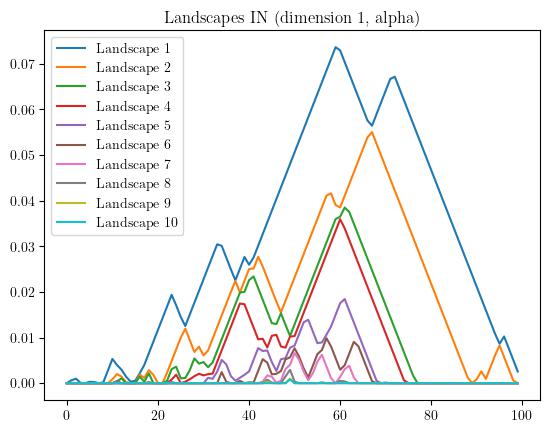 Landscapes IN (dimension 1, alpha)
Landscape 1
Landscape 2
Landscape 3
Landscape 4
Landscape 5
Landscape 6
Landscape 7
Landscape 8
Landscape 9
Landscape 10
0.07
0.06
0.05
0.04
0.03
0.02
0.01
0.00
0 20 40 60 80 100